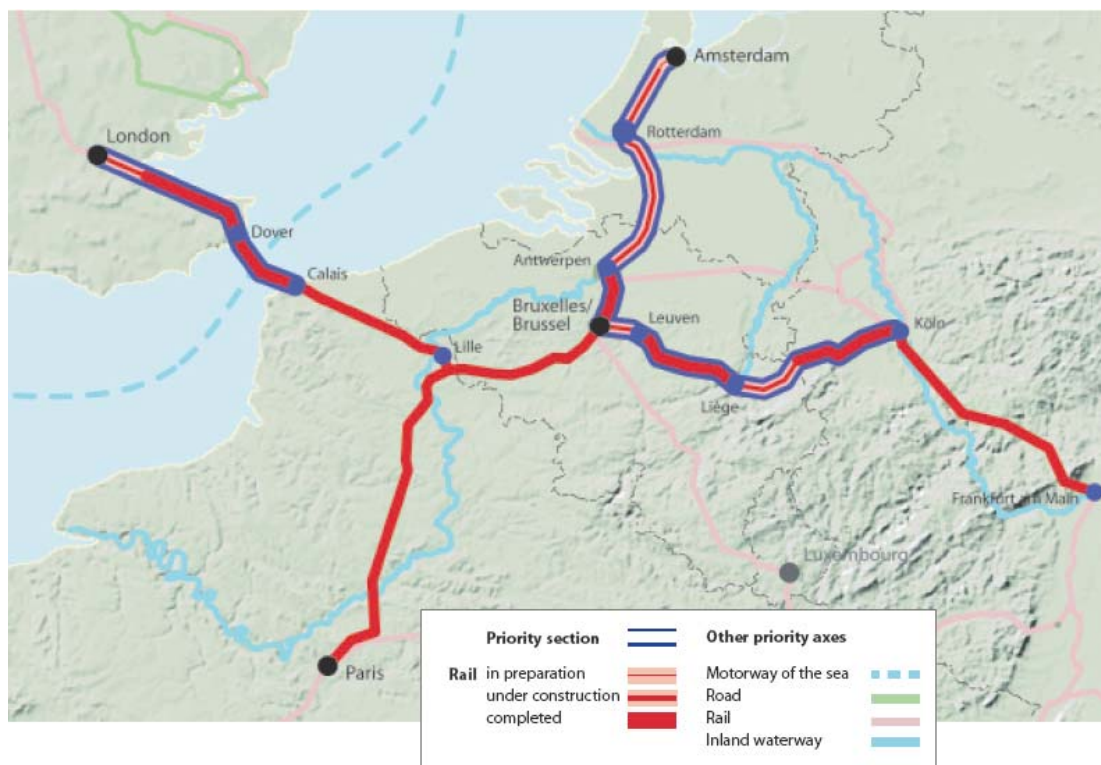 Amsterdam
London
Rotterdam
Dover
Calais
Antwerpen
Bruxelles/
Brussel
Leuven
Köln
Lille
Liège
Frankfurt am Main
Luxembourg
Paris
Priority section
Rail in preparation
under construction
completed
Other priority axes
Motorway of the sea
Road
Rail
Inland waterway